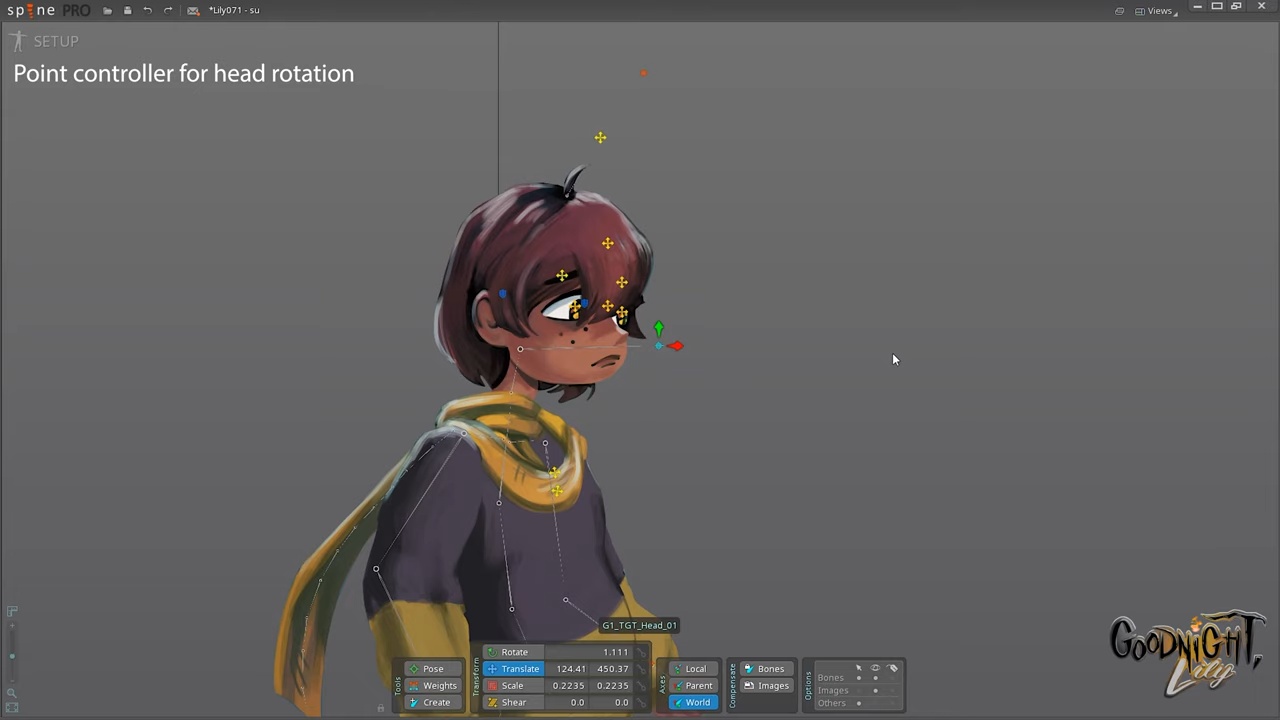 spine PRO
*Lily071 - su
Views
SETUP
Point controller for head rotation
G1_TGT_Head_01
Tools
Pose
Weights
Create
Transform
Rotate 1.111
Translate 124.41 450.37
Scale 0.2235 0.2235
Shear 0.0 0.0
Axes
Local
Parent
World
Compensate
Bones
Images
Options
Bones
Images
Others
GOODNIGHT,
Lily